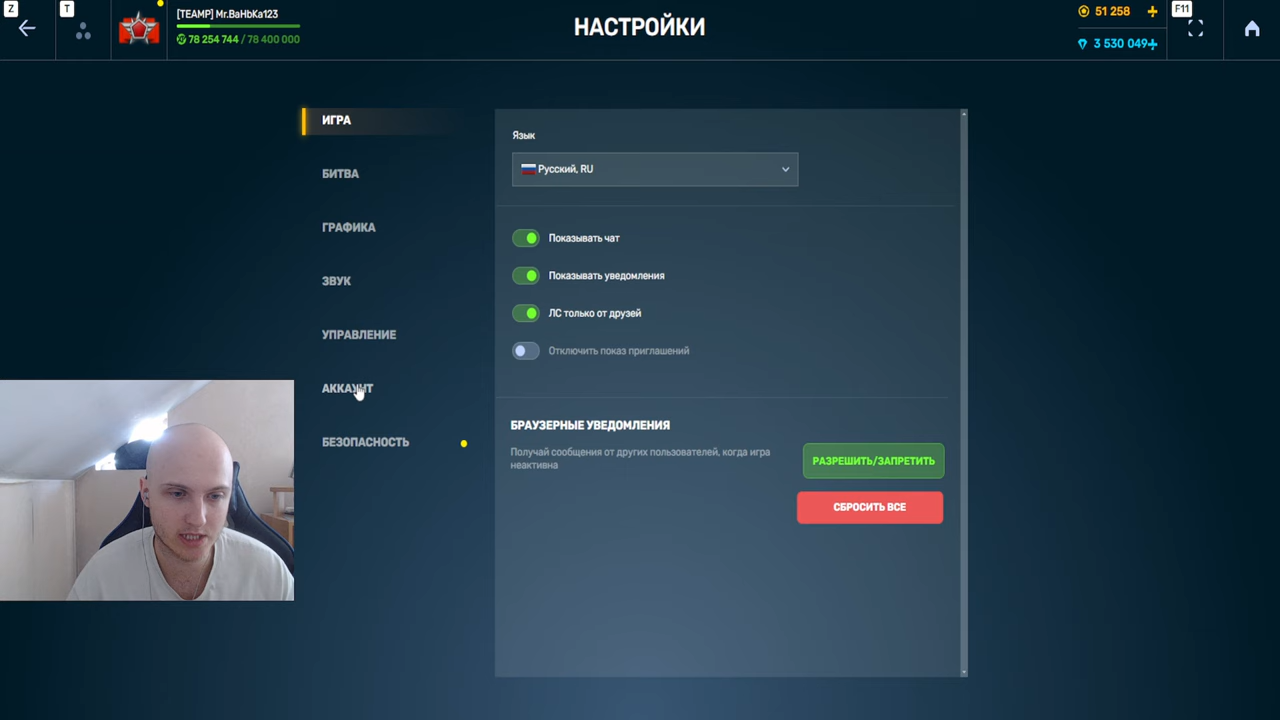 Z
T
[TEAMP] Mr.BaHbKa123
78 254 744 / 78 400 000
НАСТРОЙКИ
51 258
3 530 049
F11
ИГРА
БИТВА
ГРАФИКА
ЗВУК
УПРАВЛЕНИЕ
АККАУНТ
БЕЗОПАСНОСТЬ
Язык
Русский, RU
Показывать чат
Показывать уведомления
ЛС только от друзей
Отключить показ приглашений
БРАУЗЕРНЫЕ УВЕДОМЛЕНИЯ
Получай сообщения от других пользователей, когда игра
неактивна
РАЗРЕШИТЬ/ЗАПРЕТИТЬ
СБРОСИТЬ ВСЕ